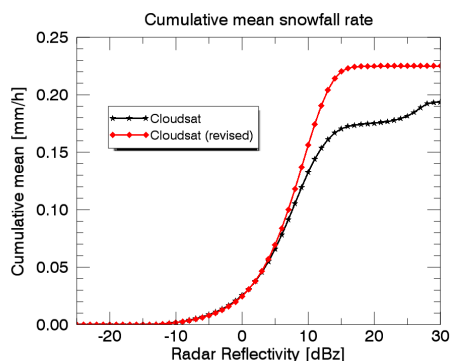 Cumulative mean snowfall rate
0.25
0.20
0.15
0.10
0.05
0.00
Cumulative mean [mm/h]
Cloudsat
Cloudsat (revised)
-20 -10 0 10 20 30
Radar Reflectivity [dBz]